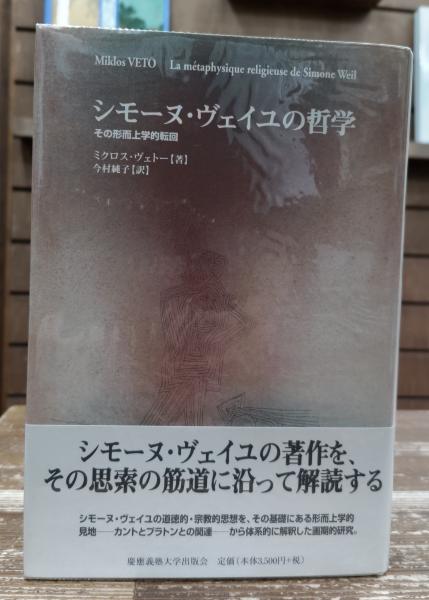 Miklos VETO La métaphysique religieuse de Simone Weil
シモーヌ・ヴェイユの哲学
その形而上学的転回
ミクロス・ヴェトー【著】
今村純子【訳】
シモーヌ・ヴェイユの著作を、
その思索の筋道に沿って解読する
シモーヌ・ヴェイユの道徳的・宗教的思想を、その基礎にある形而上学的
見地――カントとプラトンとの関連――から体系的に解釈した画期的研究。
慶應義塾大学出版会 定価（本体3,500円+税）